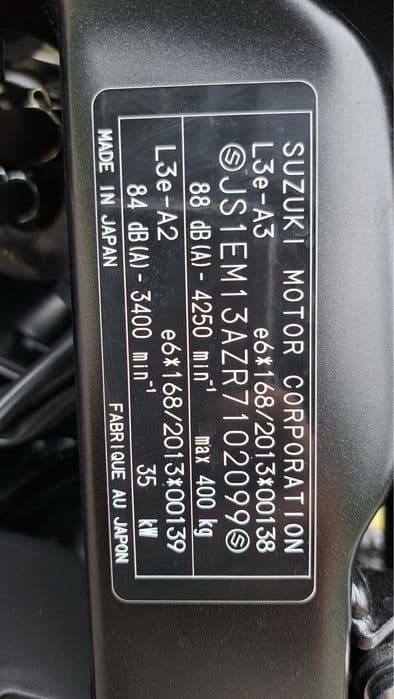 SUZUKI MOTOR CORPORATION
L3e-A3 e6*168/2013*00138
ⓈJS1EM13AZR7102099Ⓢ
88 dB(A) - 4250 min⁻¹ max 400 kg
L3e-A2 e6*168/2013*00139
84 dB(A) - 3400 min⁻¹ 35 kW
MADE IN JAPAN FABRIQUE AU JAPON